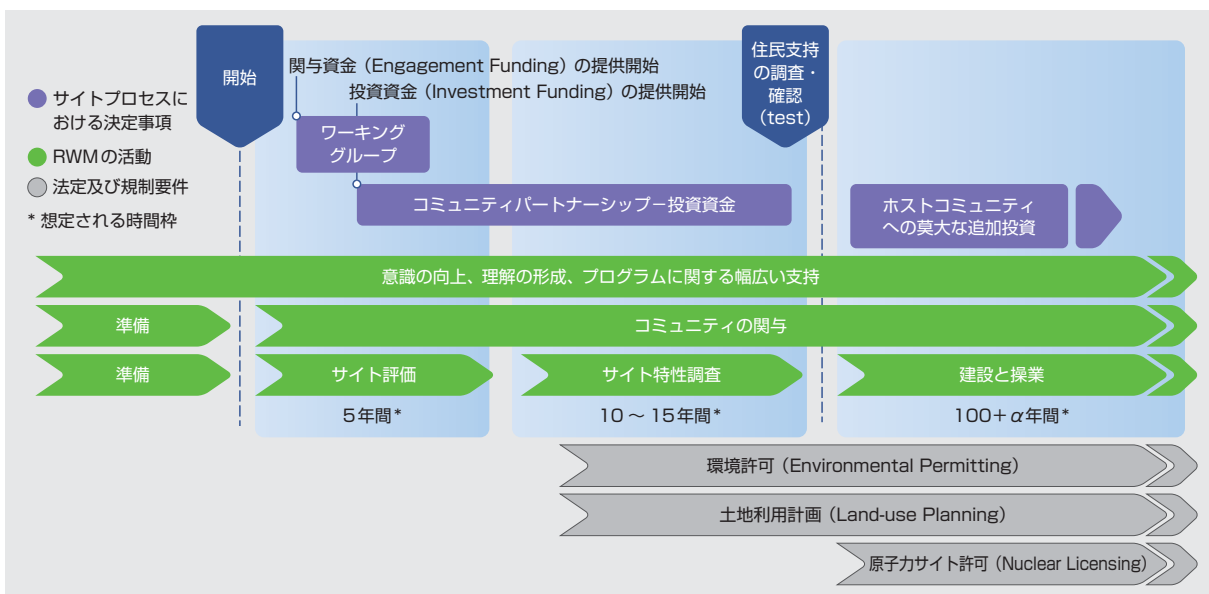 開始
関与資金（Engagement Funding）の提供開始
投資資金（Investment Funding）の提供開始
住民支持
の調査・
確認
（test）
サイトプロセスに
おける決定事項
RWMの活動
法定及び規制要件
* 想定される時間枠
ワーキング
グループ
コミュニティパートナーシップ－投資資金
ホストコミュニティ
への莫大な追加投資
意識の向上、理解の形成、プログラムに関する幅広い支持
準備
コミュニティの関与
準備
サイト評価
サイト特性調査
建設と操業
5年間*
10～15年間*
100＋α年間*
環境許可（Environmental Permitting）
土地利用計画（Land-use Planning）
原子力サイト許可（Nuclear Licensing）